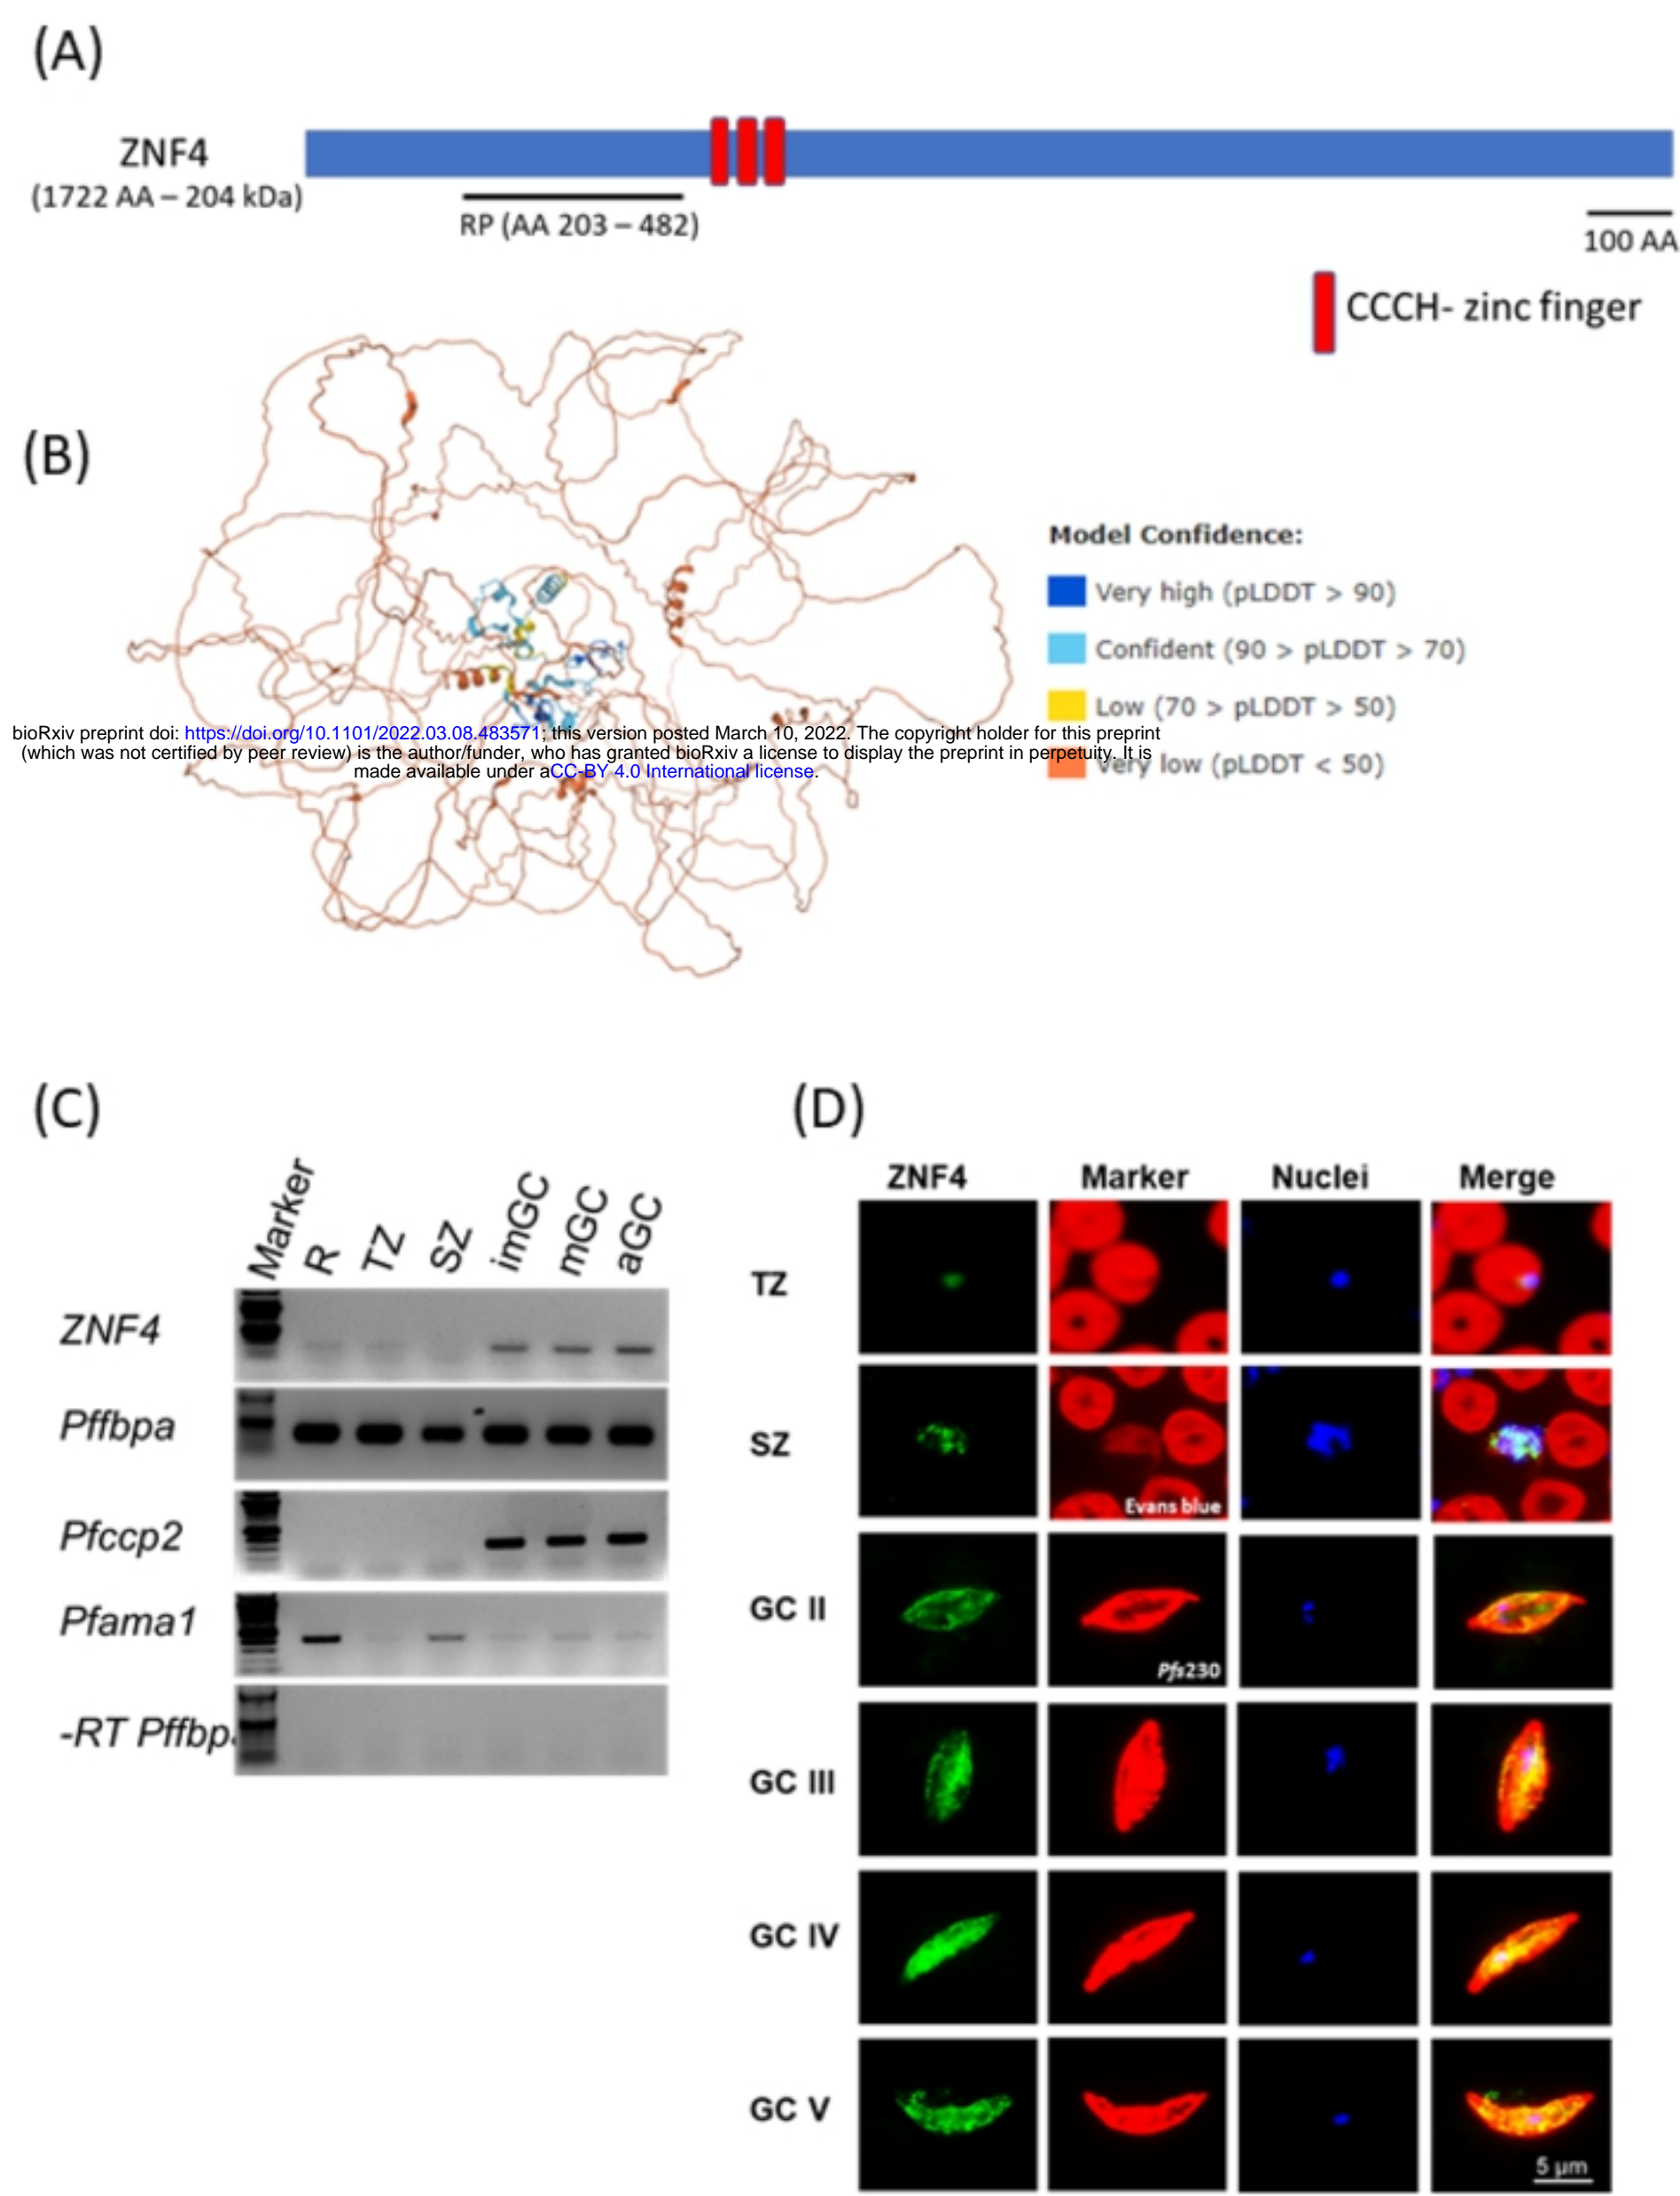 (A)
ZNF4
(1722 AA – 204 kDa)
RP (AA 203 – 482)
100 AA
CCCH- zinc finger
(B)
Model Confidence:
Very high (pLDDT > 90)
Confident (90 > pLDDT > 70)
Low (70 > pLDDT > 50)
Very low (pLDDT < 50)
bioRxiv preprint doi: https://doi.org/10.1101/2022.03.08.483571; this version posted March 10, 2022. The copyright holder for this preprint
(which was not certified by peer review) is the author/funder, who has granted bioRxiv a license to display the preprint in perpetuity. It is
made available under aCC-BY 4.0 International license.
(C)
Marker R TZ SZ imGC mGC aGC
ZNF4
Pffbpa
Pfccp2
Pfama1
-RT Pffbp
(D)
ZNF4 Marker Nuclei Merge
TZ
SZ
Evans blue
GC II
Pfs230
GC III
GC IV
GC V
5 µm